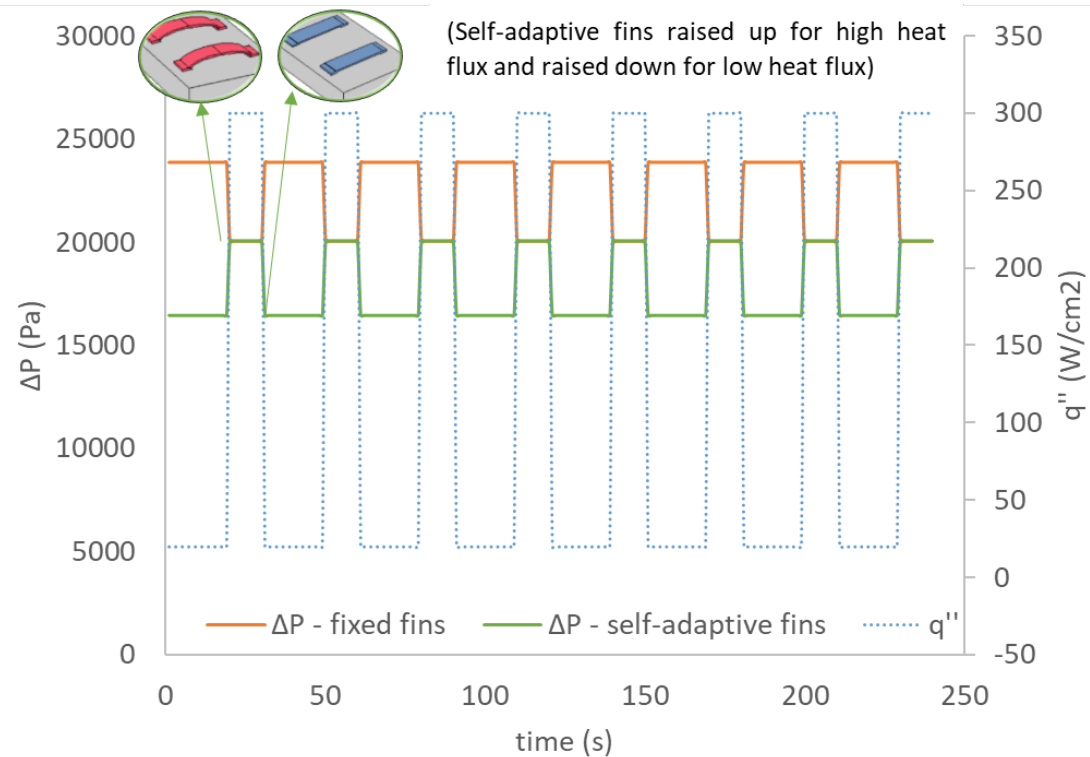 (Self-adaptive fins raised up for high heat
flux and raised down for low heat flux)
30000
25000
20000
15000
10000
5000
0
ΔP (Pa)
350
300
250
200
150
100
50
0
-50
q'' (W/cm2)
ΔP - fixed fins
ΔP - self-adaptive fins
q''
0
50
100
150
200
250
time (s)